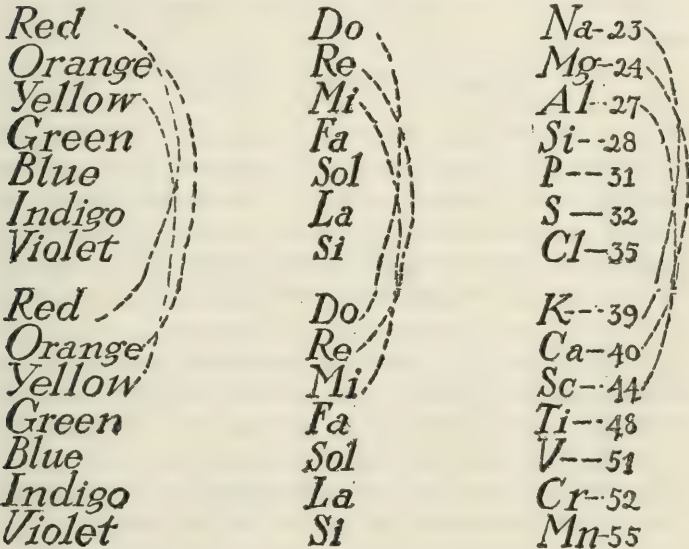 Red
Orange
Yellow
Green
Blue
Indigo
Violet
Red
Orange
Yellow
Green
Blue
Indigo
Violet
Do
Re
Mi
Fa
Sol
La
Si
Do
Re
Mi
Fa
Sol
La
Si
Na-23
Mg-24
Al-27
Si--28
P--31
S—32
Cl-35
K--39
Ca-40
Sc--44
Ti--48
V--51
Cr--52
Mn-55